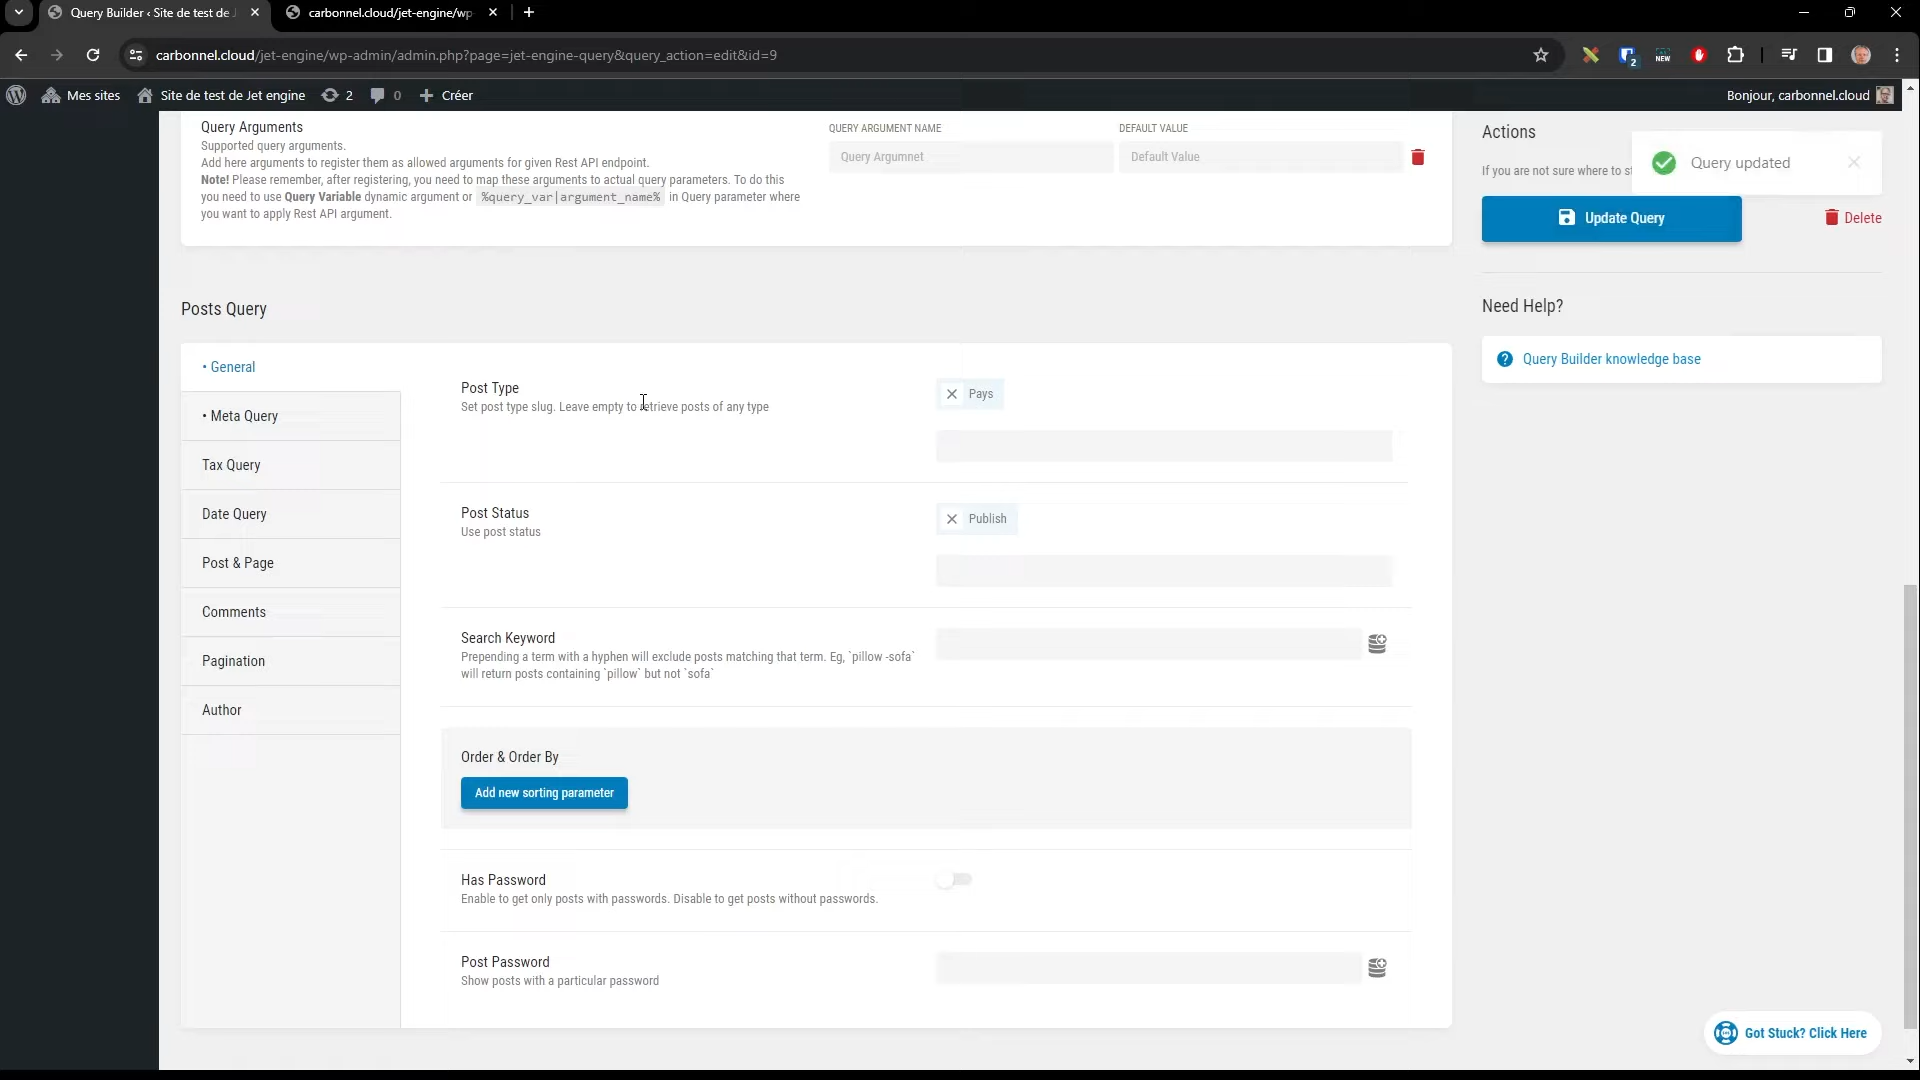 Query Builder ‹ Site de test de J
carbonnel.cloud/jet-engine/wp-
carbonnel.cloud/jet-engine/wp-admin/admin.php?page=jet-engine-query&query_action=edit&id=9
2
NEW
Mes sites
Site de test de Jet engine
2
0
Créer
Bonjour, carbonnel.cloud
Query Arguments
Supported query arguments.
Add here arguments to register them as allowed arguments for given Rest API endpoint.
Note! Please remember, after registering, you need to map these arguments to actual query parameters. To do this
you need to use Query Variable dynamic argument or %query_var|argument_name% in Query parameter where
you want to apply Rest API argument.
QUERY ARGUMENT NAME
DEFAULT VALUE
Query Argumnet
Default Value
Actions
If you are not sure where to st
Query updated
Update Query
Delete
Need Help?
Query Builder knowledge base
Posts Query
• General
• Meta Query
Tax Query
Date Query
Post & Page
Comments
Pagination
Author
Post Type
Set post type slug. Leave empty to retrieve posts of any type
Pays
Post Status
Use post status
Publish
Search Keyword
Prepending a term with a hyphen will exclude posts matching that term. Eg, `pillow -sofa`
will return posts containing `pillow` but not `sofa`
Order & Order By
Add new sorting parameter
Has Password
Enable to get only posts with passwords. Disable to get posts without passwords.
Post Password
Show posts with a particular password
Got Stuck? Click Here